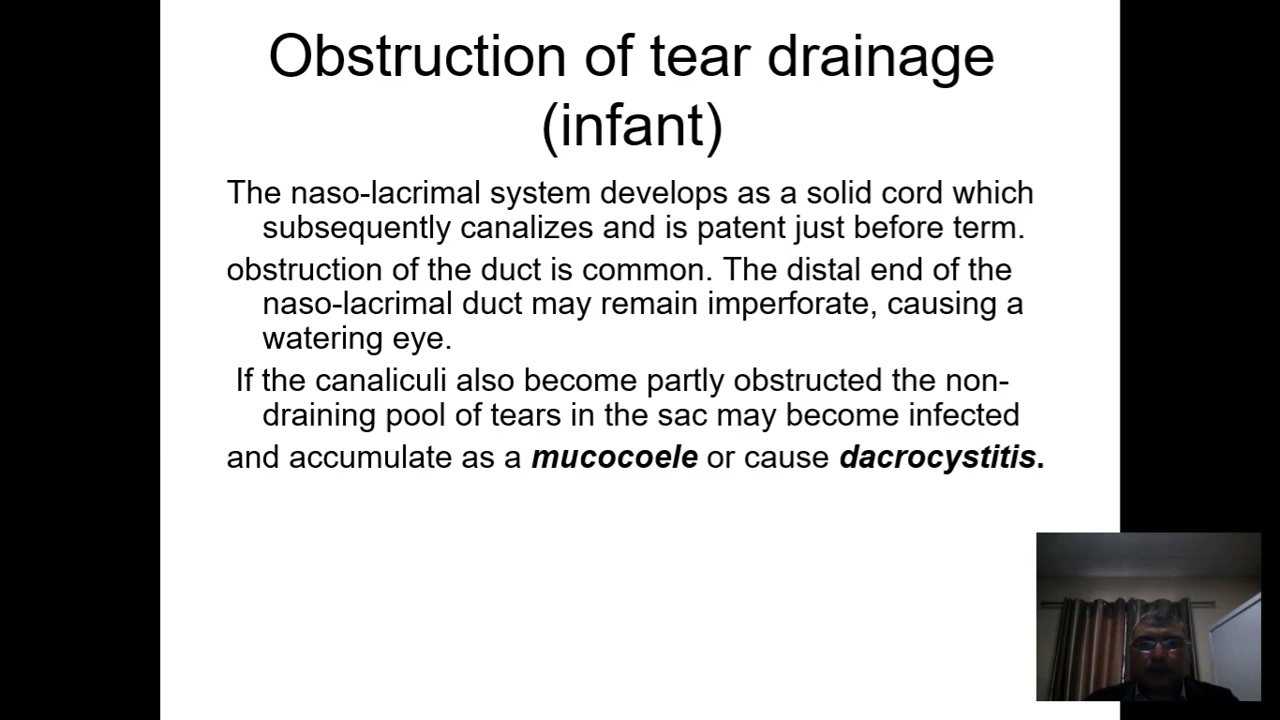 Obstruction of tear drainage
(infant)
The naso-lacrimal system develops as a solid cord which
subsequently canalizes and is patent just before term.
obstruction of the duct is common. The distal end of the
naso-lacrimal duct may remain imperforate, causing a
watering eye.
If the canaliculi also become partly obstructed the non-
draining pool of tears in the sac may become infected
and accumulate as a mucocoele or cause dacrocystitis.